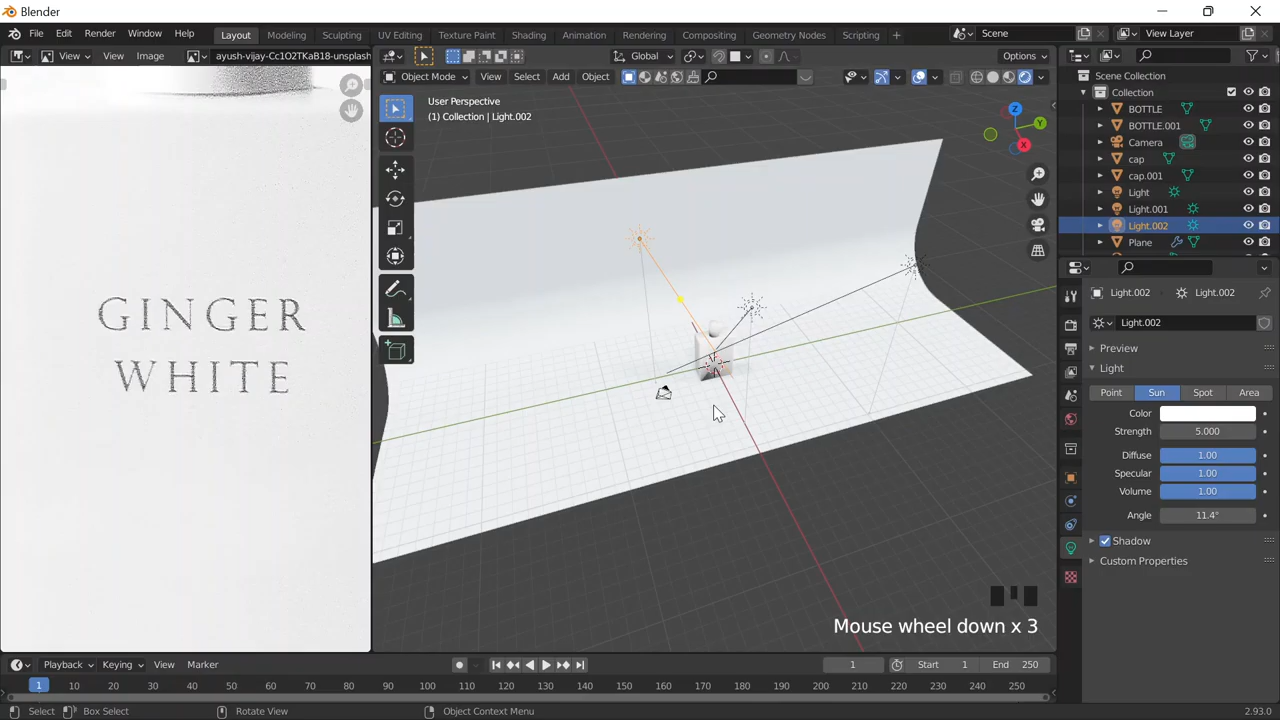 Blender
File Edit Render Window Help Layout Modeling Sculpting UV Editing Texture Paint Shading Animation Rendering Compositing Geometry Nodes Scripting + Scene View Layer
View View Image ayush-vijay-Cc1O2TKaB18-unsplash Global Options
Object Mode View Select Add Object
User Perspective
(1) Collection | Light.002
Z
Y
X
GINGER
WHITE
Scene Collection
Collection
BOTTLE
BOTTLE.001
Camera
cap
cap.001
Light
Light.001
Light.002
Plane
Light.002 Light.002
Light.002
Preview
Light
Point Sun Spot Area
Color
Strength 5.000
Diffuse 1.00
Specular 1.00
Volume 1.00
Angle 11.4°
Shadow
Custom Properties
Mouse wheel down x 3
Playback Keying View Marker 1 Start 1 End 250
1 10 20 30 40 50 60 70 80 90 100 110 120 130 140 150 160 170 180 190 200 210 220 230 240 250
Select Box Select Rotate View Object Context Menu 2.93.0